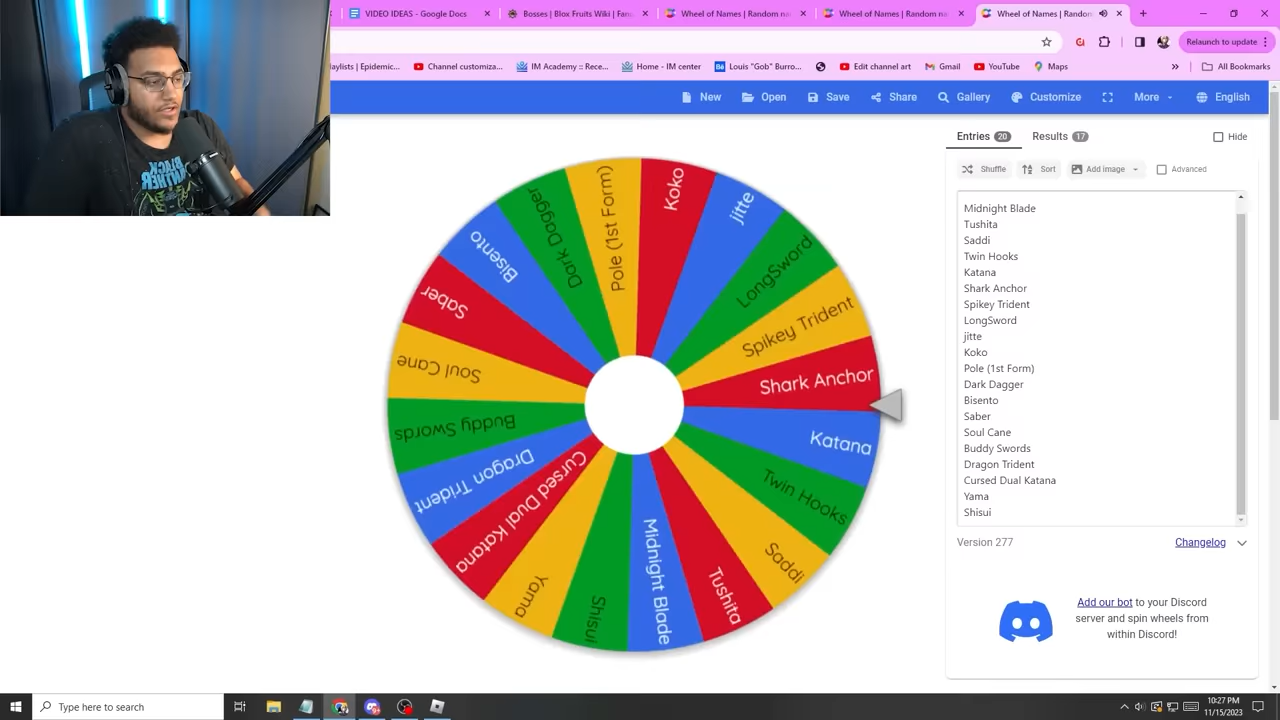 VIDEO IDEAS - Google Docs
Bosses | Blox Fruits Wiki | Fan
Wheel of Names | Random na
Wheel of Names | Random na
Wheel of Names | Random
Relaunch to update
aylists | Epidemic...
Channel customiza...
IM Academy :: Rece...
Home - IM center
Louis "Gob" Burro...
Edit channel art
Gmail
YouTube
Maps
All Bookmarks
New
Open
Save
Share
Gallery
Customize
More
English
Entries 20
Results 17
Hide
Shuffle
Sort
Add image
Advanced
Midnight Blade
Tushita
Saddi
Twin Hooks
Katana
Shark Anchor
Spikey Trident
LongSword
jitte
Koko
Pole (1st Form)
Dark Dagger
Bisento
Saber
Soul Cane
Buddy Swords
Dragon Trident
Cursed Dual Katana
Yama
Shisui
Version 277
Changelog
Add our bot to your Discord
server and spin wheels from
within Discord!
Koko
jitte
LongSword
Spikey Trident
Shark Anchor
Katana
Twin Hooks
Saddi
Tushita
Midnight Blade
Shisui
Yama
Cursed Dual Katana
Dragon Trident
Buddy Swords
Soul Cane
Saber
Bisento
Dark Dagger
Pole (1st Form)
BLACK
PANTHER
Type here to search
10:27 PM
11/15/2023